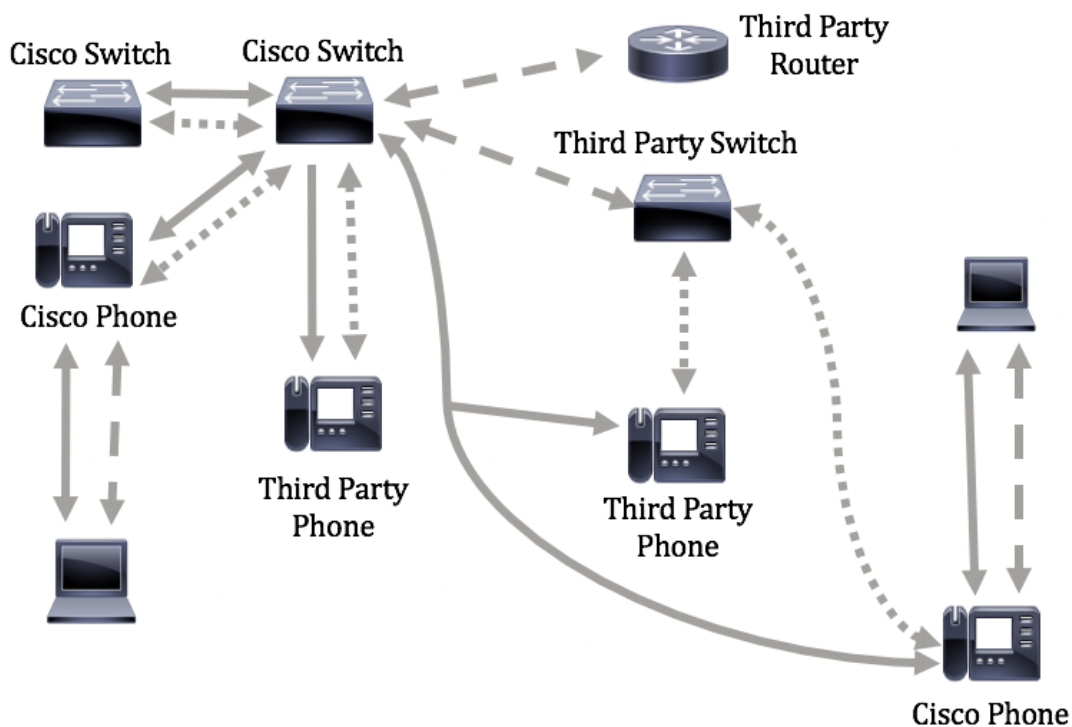 Cisco Switch
Cisco Switch
Third Party
Router
Third Party Switch
Cisco Phone
Third Party
Phone
Third Party
Phone
Cisco Phone